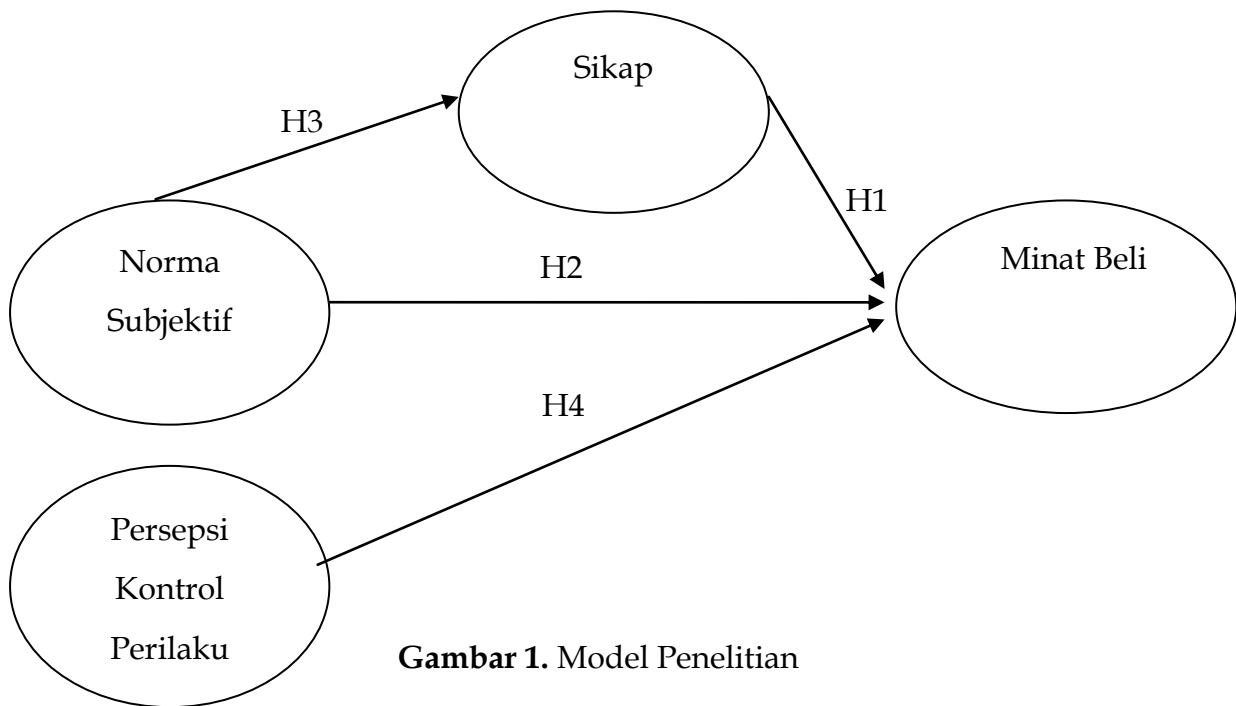 Sikap
H3
H1
Norma
Subjektif
H2
Minat Beli
H4
Persepsi
Kontrol
Perilaku
Gambar 1. Model Penelitian